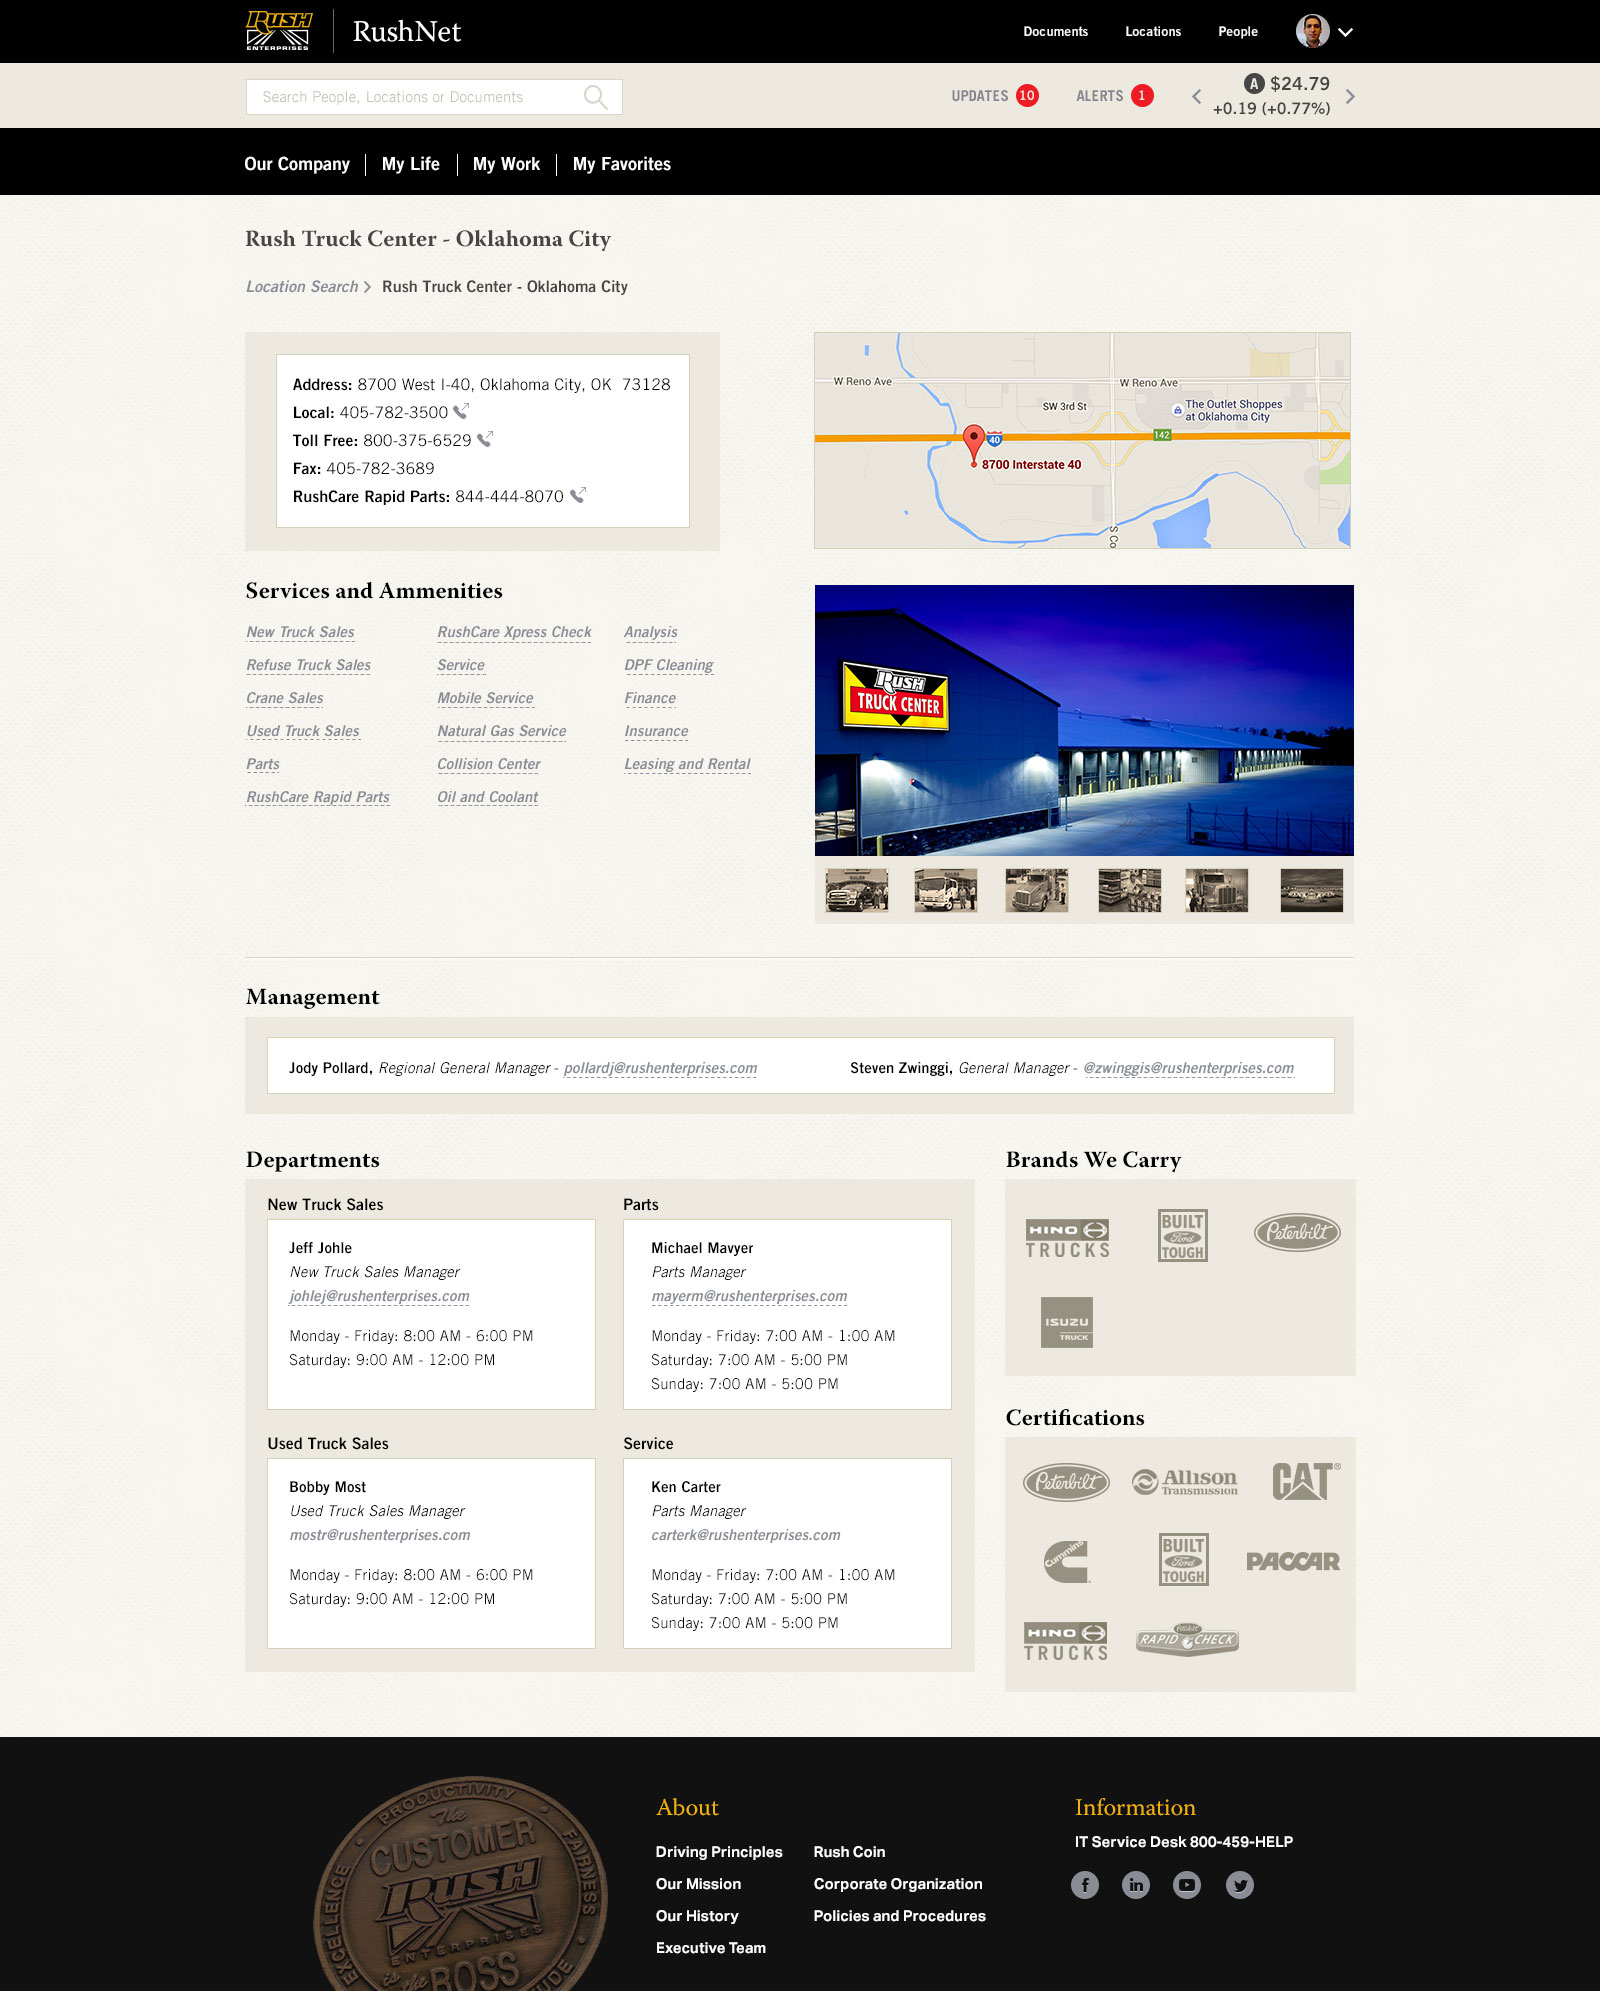 RUSH
ENTERPRISES
RushNet
Documents
Locations
People
Search People, Locations or Documents
UPDATES 10
ALERTS 1
A $24.79
+0.19 (+0.77%)
Our Company
My Life
My Work
My Favorites
Rush Truck Center - Oklahoma City
Location Search
Rush Truck Center - Oklahoma City
Address: 8700 West I-40, Oklahoma City, OK 73128
Local: 405-782-3500
Toll Free: 800-375-6529
Fax: 405-782-3689
RushCare Rapid Parts: 844-444-8070
W Reno Ave
W Reno Ave
SW 3rd St
The Outlet Shoppes
at Oklahoma City
40
142
8700 Interstate 40
S Co
Services and Ammenities
New Truck Sales
Refuse Truck Sales
Crane Sales
Used Truck Sales
Parts
RushCare Rapid Parts
RushCare Xpress Check
Service
Mobile Service
Natural Gas Service
Collision Center
Oil and Coolant
Analysis
DPF Cleaning
Finance
Insurance
Leasing and Rental
RUSH
TRUCK CENTER
Management
Jody Pollard, Regional General Manager - pollardj@rushenterprises.com
Steven Zwinggi, General Manager - @zwinggis@rushenterprises.com
Departments
New Truck Sales
Jeff Johle
New Truck Sales Manager
johlej@rushenterprises.com
Monday - Friday: 8:00 AM - 6:00 PM
Saturday: 9:00 AM - 12:00 PM
Parts
Michael Mavyer
Parts Manager
mayerm@rushenterprises.com
Monday - Friday: 7:00 AM - 1:00 AM
Saturday: 7:00 AM - 5:00 PM
Sunday: 7:00 AM - 5:00 PM
Used Truck Sales
Bobby Most
Used Truck Sales Manager
mostr@rushenterprises.com
Monday - Friday: 8:00 AM - 6:00 PM
Saturday: 9:00 AM - 12:00 PM
Service
Ken Carter
Parts Manager
carterk@rushenterprises.com
Monday - Friday: 7:00 AM - 1:00 AM
Saturday: 7:00 AM - 5:00 PM
Sunday: 7:00 AM - 5:00 PM
Brands We Carry
HINO
TRUCKS
BUILT
Ford
TOUGH
Peterbilt
ISUZU
TRUCK
Certifications
Peterbilt
Allison
Transmission
CAT®
Cummins
BUILT
Ford
TOUGH
PACCAR
HINO
TRUCKS
Peterbilt
RAPID CHECK
PRODUCTIVITY
FAIRNESS
EXCELLENCE
The
CUSTOMER
RUSH
ENTERPRISES
is the
BOSS
UDE
About
Driving Principles
Our Mission
Our History
Executive Team
Rush Coin
Corporate Organization
Policies and Procedures
Information
IT Service Desk 800-459-HELP